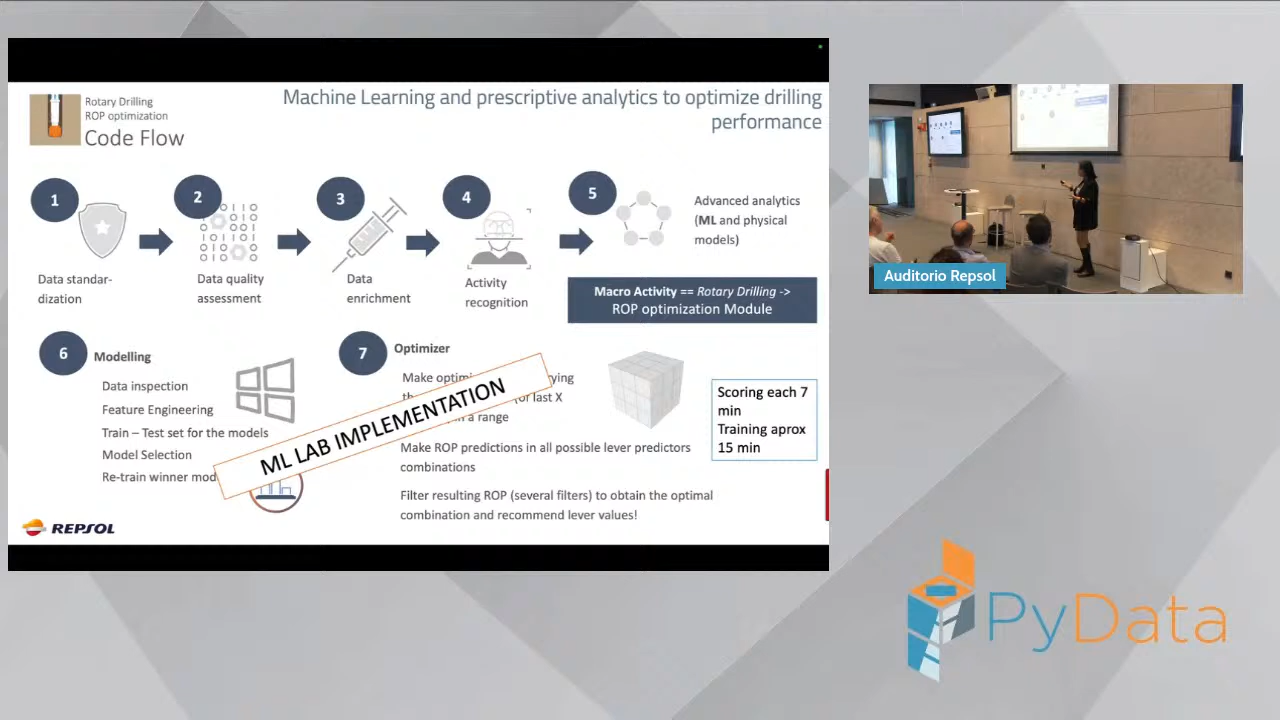 Rotary Drilling
ROP optimization
Code Flow
Machine Learning and prescriptive analytics to optimize drilling
performance
1
Data standar-
dization
2
Data quality
assessment
3
Data
enrichment
4
Activity
recognition
5
Advanced analytics
(ML and physical
models)
Macro Activity == Rotary Drilling ->
ROP optimization Module
6
Modelling
Data inspection
Feature Engineering
Train – Test set for the models
Model Selection
Re-train winner mod
7
Optimizer
Make optim
last X
a range
Make ROP predictions in all possible lever predictors
combinations
Filter resulting ROP (several filters) to obtain the optimal
combination and recommend lever values!
ML LAB IMPLEMENTATION
Scoring each 7
min
Training aprox
15 min
REPSOL
Auditorio Repsol
PyData